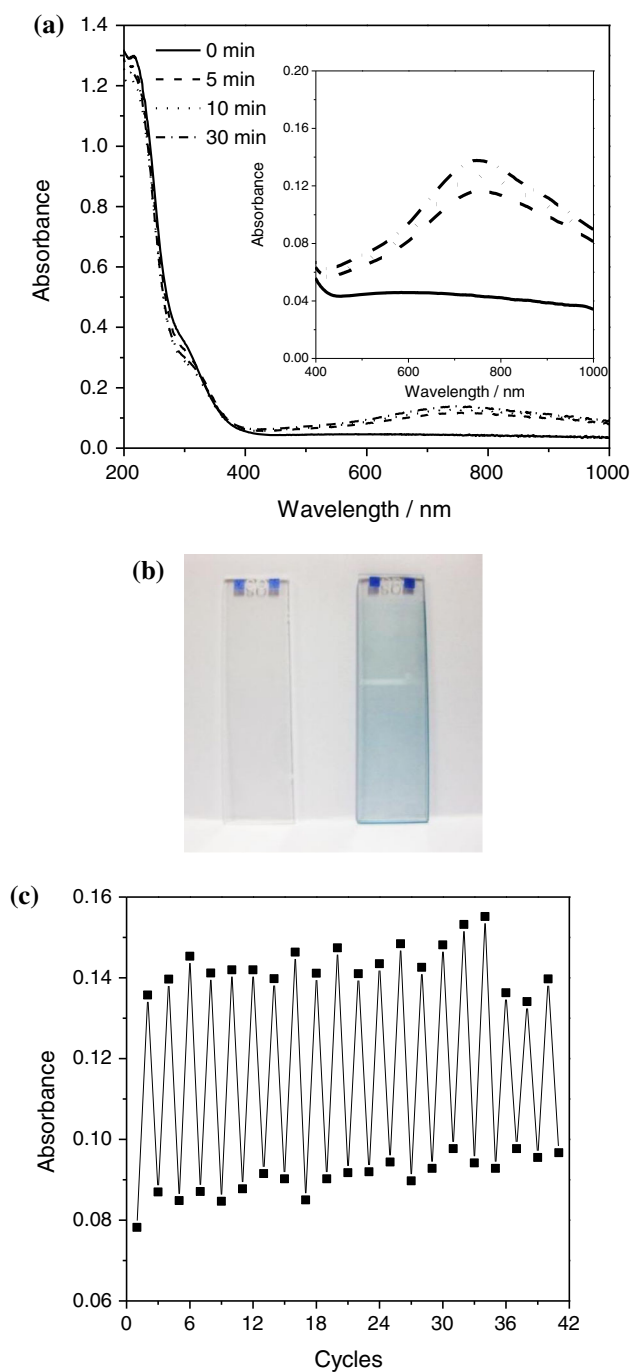 (a)
0 min
5 min
10 min
30 min
1.4
1.2
1.0
0.8
0.6
0.4
0.2
0.0
Absorbance
200 400 600 800 1000
Wavelength / nm
0.20
0.16
0.12
0.08
0.04
0.00
Absorbance
400 600 800 1000
Wavelength / nm
(b)
(c)
0.16
0.14
0.12
0.10
0.08
0.06
Absorbance
0 6 12 18 24 30 36 42
Cycles